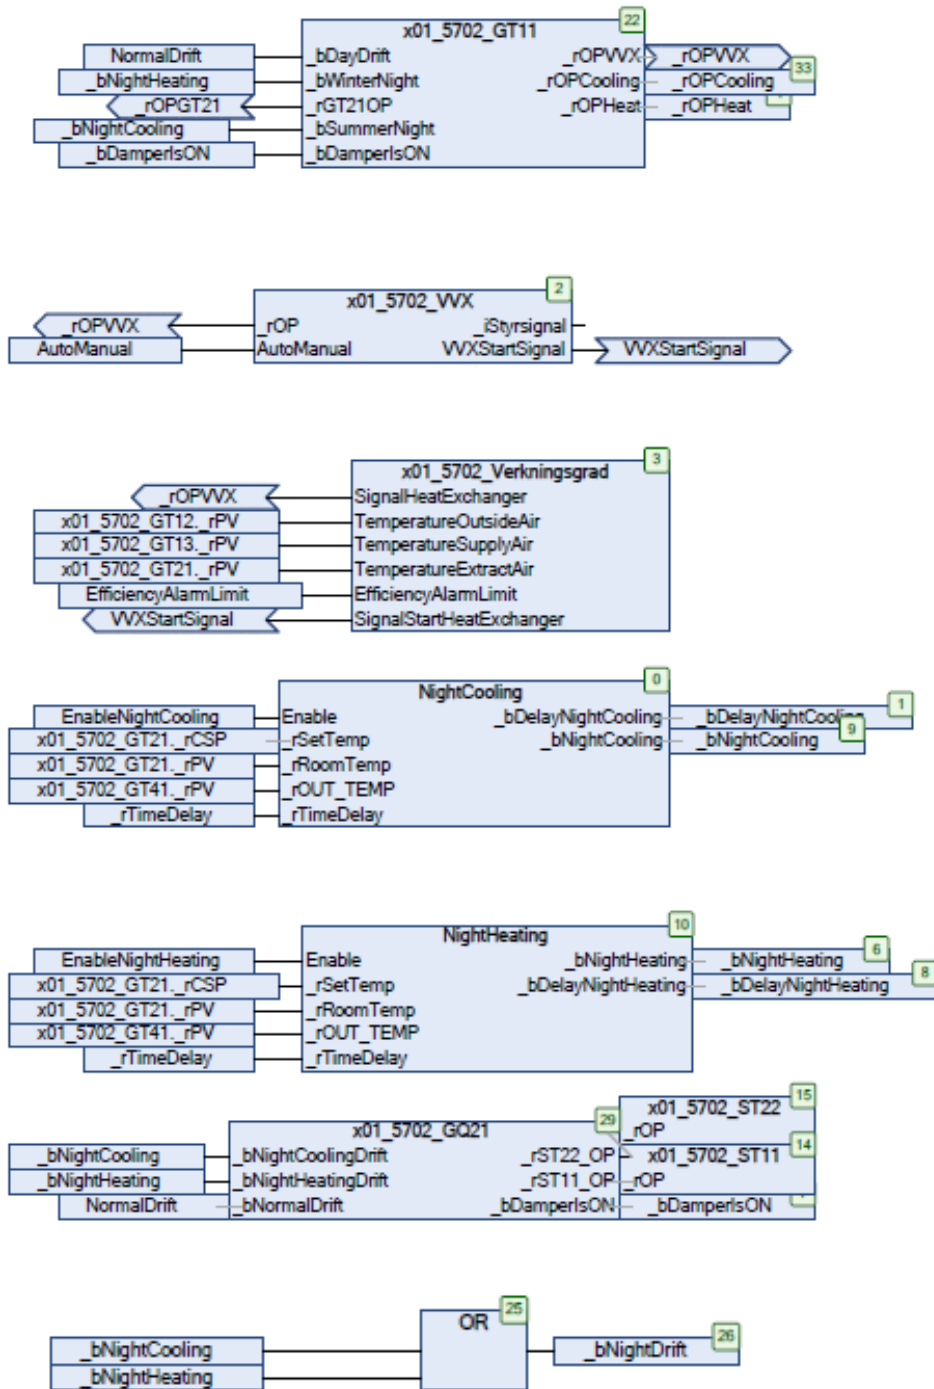 x01_5702_GT11 22
NormalDrift _bDayDrift _rOPVVX _rOPVVX
_bNightHeating _bWinterNight _rOPCooling _rOPCooling 33
_rOPGT21 _rGT21OP _rOPHeat _rOPHeat
_bNightCooling _bSummerNight
_bDamperIsON _bDamperIsON
x01_5702_VVX 2
_rOPVVX _rOP _iStyrsignal
AutoManual AutoManual VVXStartSignal VVXStartSignal
x01_5702_Verkningsgrad 3
_rOPVVX SignalHeatExchanger
x01_5702_GT12._rPV TemperatureOutsideAir
x01_5702_GT13._rPV TemperatureSupplyAir
x01_5702_GT21._rPV TemperatureExtractAir
EfficiencyAlarmLimit EfficiencyAlarmLimit
VVXStartSignal SignalStartHeatExchanger
NightCooling 0
EnableNightCooling Enable _bDelayNightCooling _bDelayNightCooling 1
x01_5702_GT21._rCSP _rSetTemp _bNightCooling _bNightCooling 9
x01_5702_GT21._rPV _rRoomTemp
x01_5702_GT41._rPV _rOUT_TEMP
_rTimeDelay _rTimeDelay
NightHeating 10
EnableNightHeating Enable _bNightHeating _bNightHeating 6
x01_5702_GT21._rCSP _rSetTemp _bDelayNightHeating _bDelayNightHeating 8
x01_5702_GT21._rPV _rRoomTemp
x01_5702_GT41._rPV _rOUT_TEMP
_rTimeDelay _rTimeDelay
x01_5702_ST22 15
x01_5702_GQ21 29 _rOP
_bNightCooling _bNightCoolingDrift _rST22_OP x01_5702_ST11 14
_bNightHeating _bNightHeatingDrift _rST11_OP _rOP
NormalDrift _bNormalDrift _bDamperIsON _bDamperIsON
OR 25
_bNightCooling _bNightDrift 26
_bNightHeating